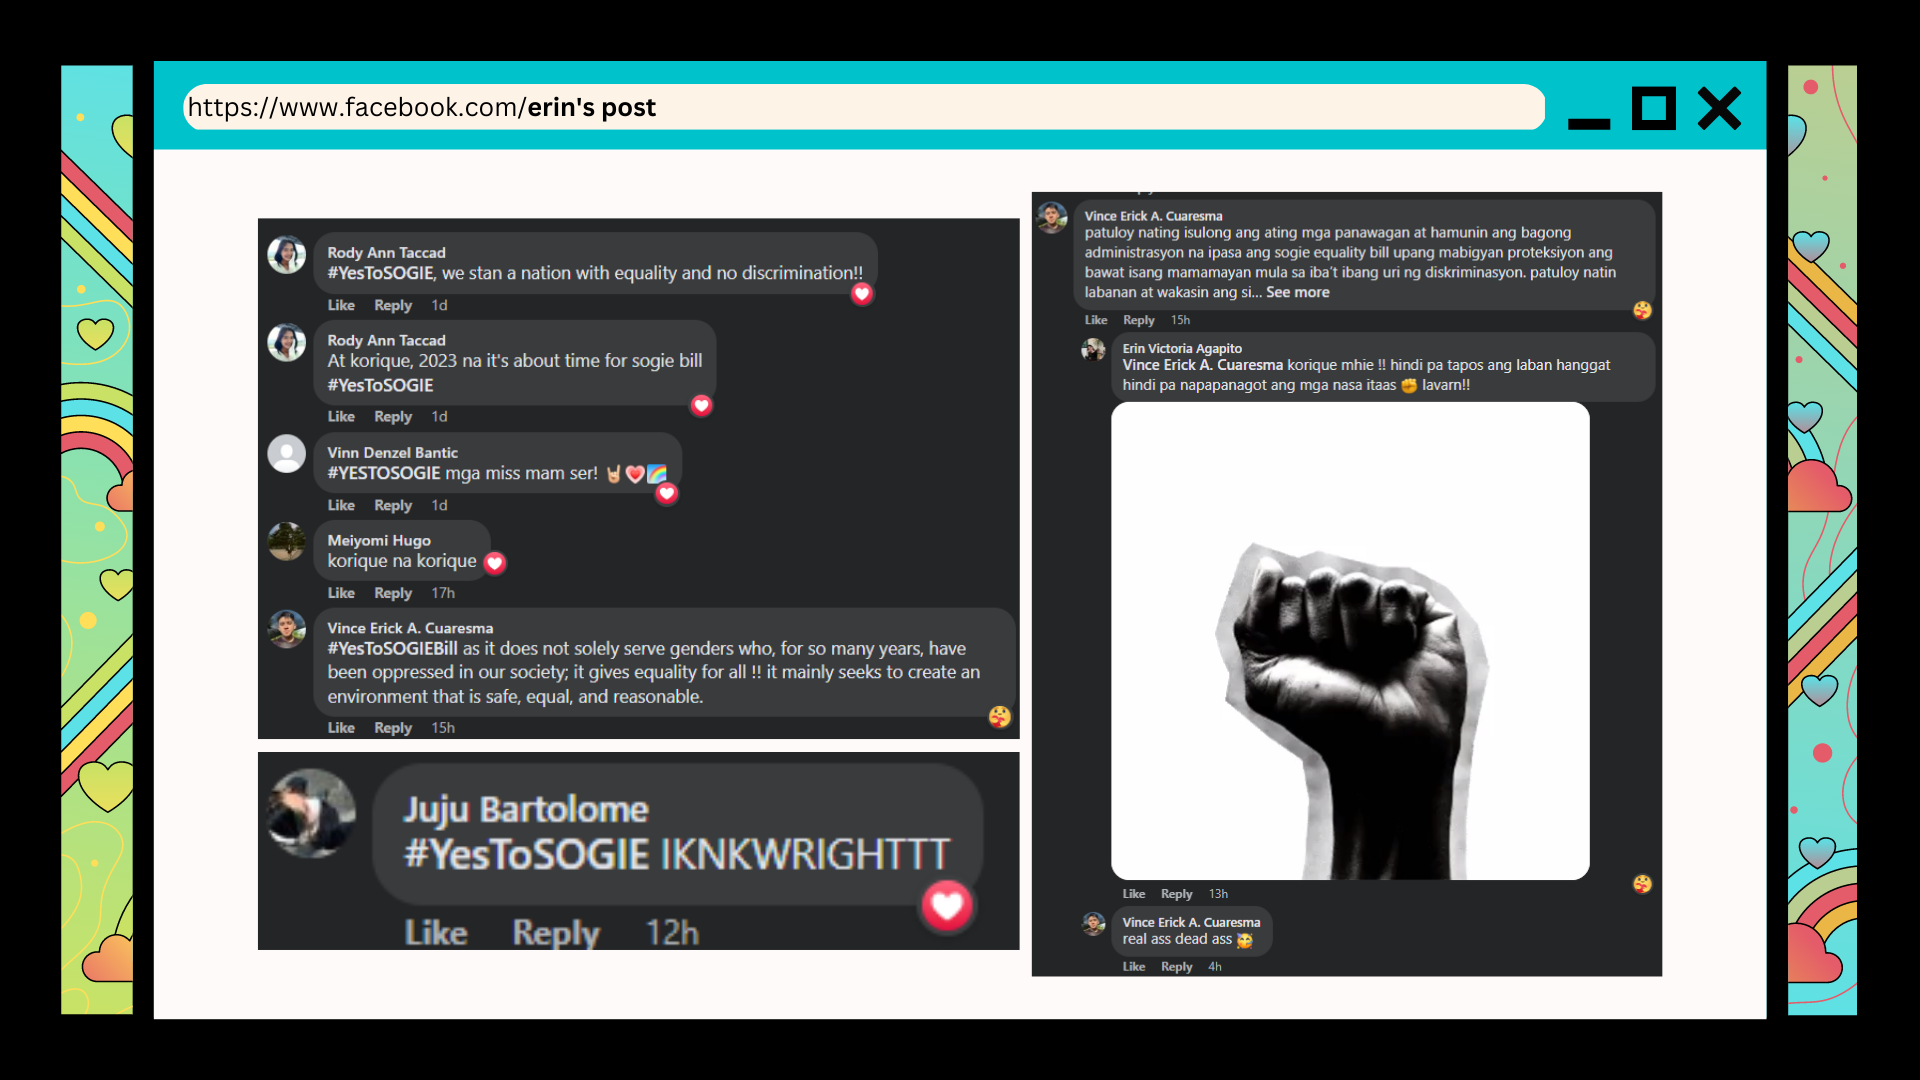 https://www.facebook.com/erin's post
Rody Ann Taccad
#YesToSOGIE, we stan a nation with equality and no discrimination!!
Like Reply 1d
Rody Ann Taccad
At korique, 2023 na it's about time for sogie bill
#YesToSOGIE
Like Reply 1d
Vinn Denzel Bantic
#YESTOSOGIE mga miss mam ser! 🤘🏼❤️🌈
Like Reply 1d
Meiyomi Hugo
korique na korique
Like Reply 17h
Vince Erick A. Cuaresma
#YesToSOGIEBill as it does not solely serve genders who, for so many years, have
been oppressed in our society; it gives equality for all !! it mainly seeks to create an
environment that is safe, equal, and reasonable.
Like Reply 15h
Juju Bartolome
#YesToSOGIE IKNKWRIGHTTT
Like Reply 12h
Vince Erick A. Cuaresma
patuloy nating isulong ang ating mga panawagan at hamunin ang bagong
administrasyon na ipasa ang sogie equality bill upang mabigyan proteksiyon ang
bawat isang mamamayan mula sa iba't ibang uri ng diskriminasyon. patuloy natin
labanan at wakasin ang si... See more
Like Reply 15h
Erin Victoria Agapito
Vince Erick A. Cuaresma korique mhie !! hindi pa tapos ang laban hanggat
hindi pa napapanagot ang mga nasa itaas ✊ lavarn!!
Like Reply 13h
Vince Erick A. Cuaresma
real ass dead ass 🥳
Like Reply 4h